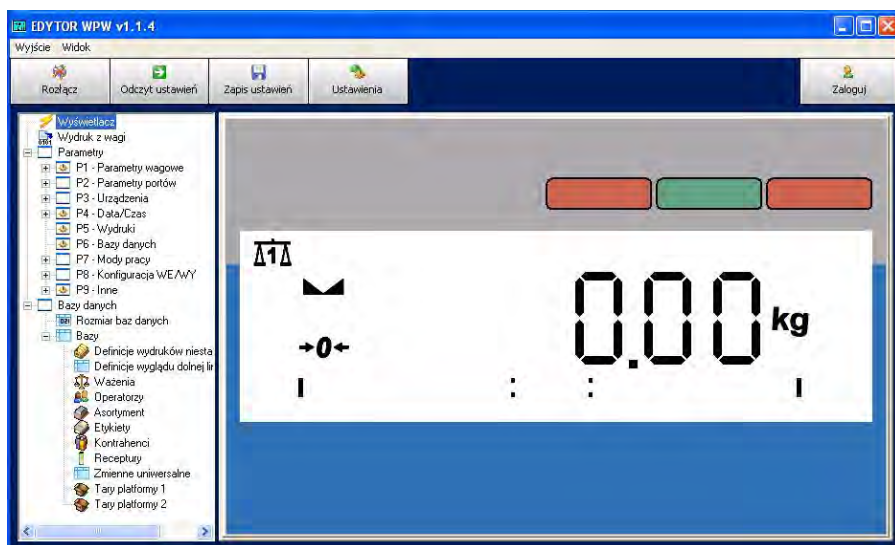 EDYTOR WPW v1.1.4
Wyjście Widok
Rozłącz Odczyt ustawień Zapis ustawień Ustawienia Zaloguj
Wyświetlacz
Wydruk z wagi
Parametry
P1 - Parametry wagowe
P2 - Parametry portów
P3 - Urządzenia
P4 - Data/Czas
P5 - Wydruki
P6 - Bazy danych
P7 - Mody pracy
P8 - Konfiguracja WE/WY
P9 - Inne
Bazy danych
Rozmiar baz danych
Bazy
Definicje wydruków niesta
Definicje wyglądu dolnej lin
Ważenia
Operatorzy
Asortyment
Etykiety
Kontrahenci
Receptury
Zmienne uniwersalne
Tary platformy 1
Tary platformy 2
1
0.00 kg
→0←
: :